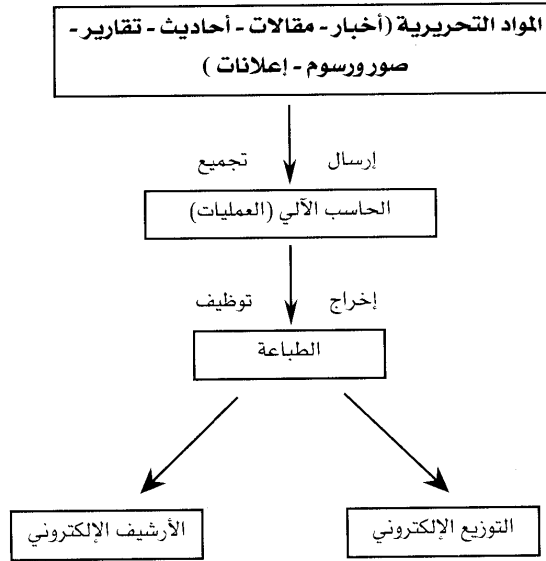 المواد التحريرية (أخبار - مقالات - أحاديث - تقارير -
صور ورسوم - إعلانات )
إرسال تجميع
الحاسب الآلي (العمليات)
إخراج توظيف
الطباعة
التوزيع الإلكتروني الأرشيف الإلكتروني